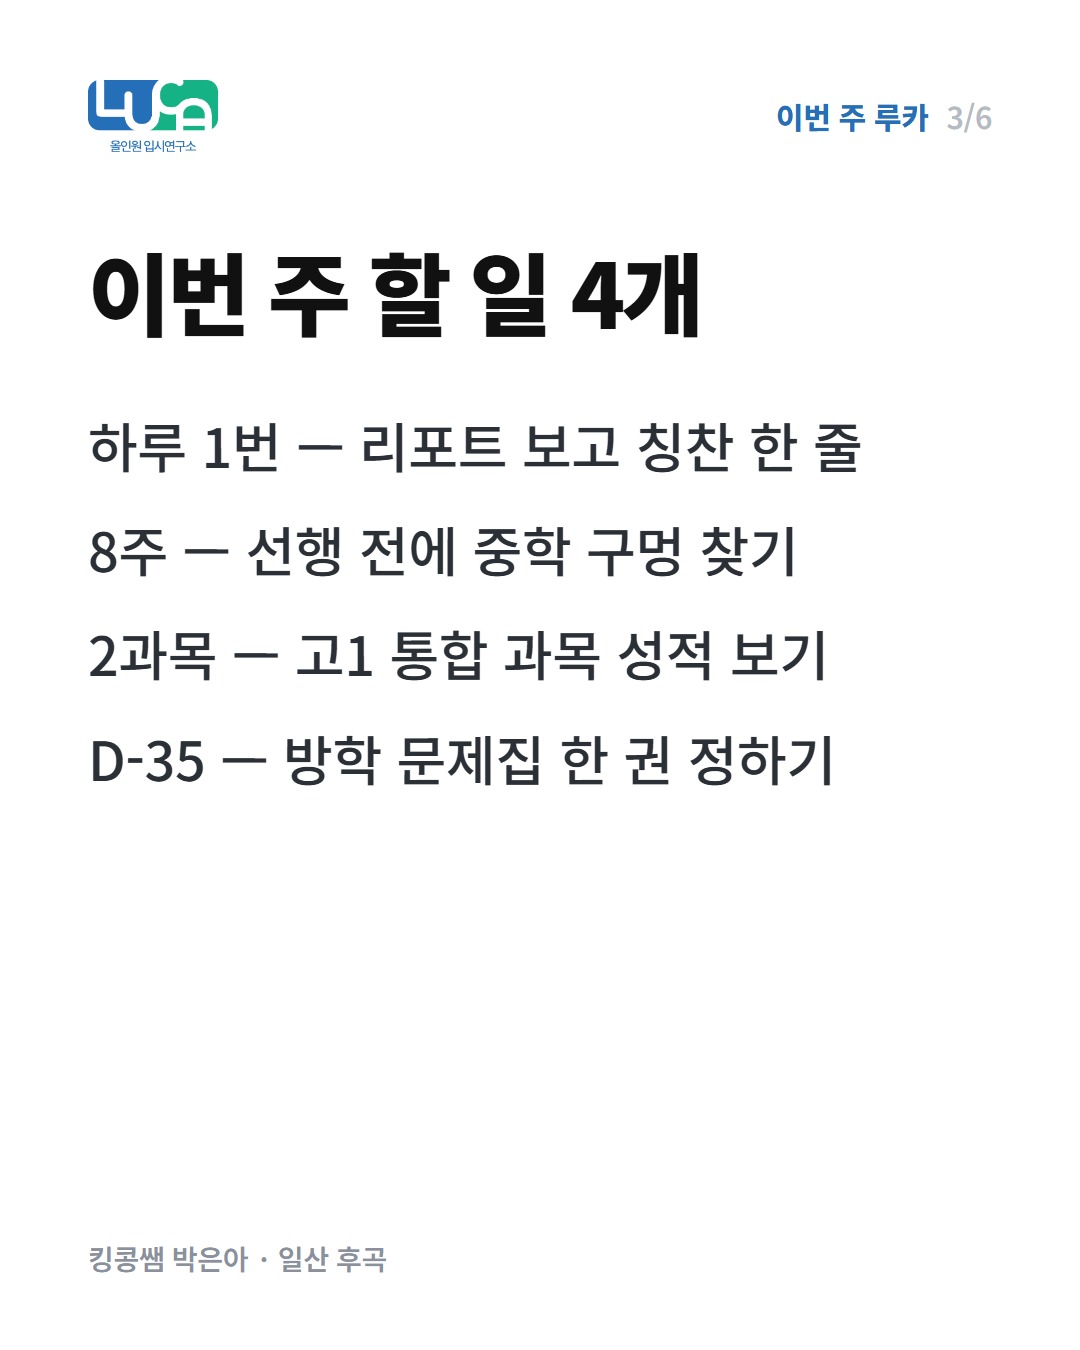 LUCA
올인원 입시연구소
이번 주 루카 3/6
이번 주 할 일 4개
하루 1번 — 리포트 보고 칭찬 한 줄
8주 — 선행 전에 중학 구멍 찾기
2과목 — 고1 통합 과목 성적 보기
D-35 — 방학 문제집 한 권 정하기
킹콩쌤 박은아 · 일산 후곡